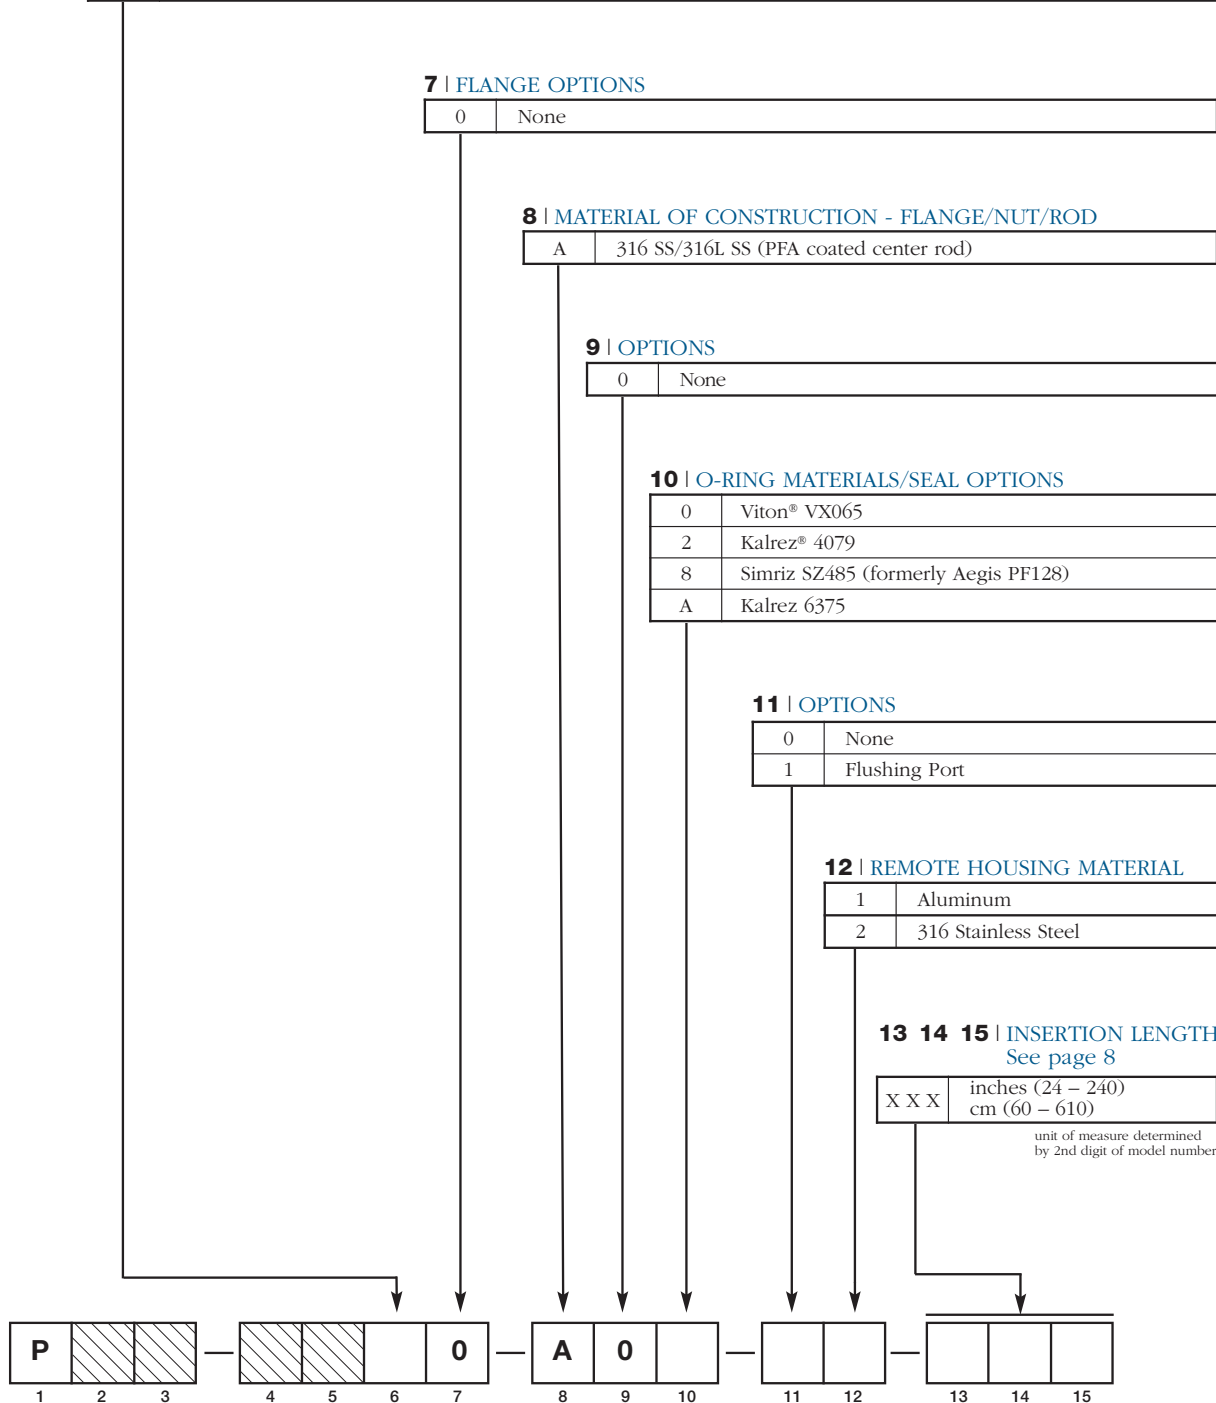 7 | FLANGE OPTIONS
0 None
8 | MATERIAL OF CONSTRUCTION - FLANGE/NUT/ROD
A 316 SS/316L SS (PFA coated center rod)
9 | OPTIONS
0 None
10 | O-RING MATERIALS/SEAL OPTIONS
0 Viton® VX065
2 Kalrez® 4079
8 Simriz SZ485 (formerly Aegis PF128)
A Kalrez 6375
11 | OPTIONS
0 None
1 Flushing Port
12 | REMOTE HOUSING MATERIAL
1 Aluminum
2 316 Stainless Steel
13 14 15 | INSERTION LENGTH
See page 8
X X X inches (24 – 240)
cm (60 – 610)
unit of measure determined
by 2nd digit of model number
P — 0 — A 0 — —
1 2 3 4 5 6 7 8 9 10 11 12 13 14 15